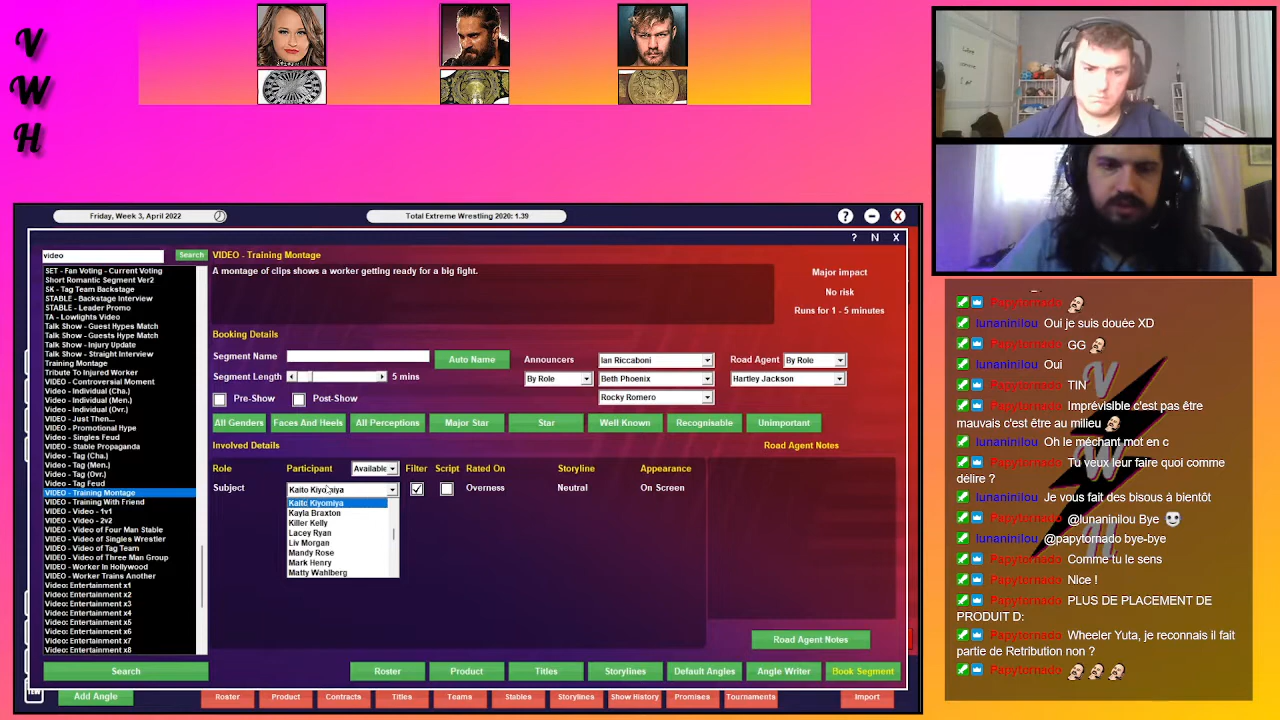 V
W
H
Friday, Week 3, April 2022
Total Extreme Wrestling 2020: 1.39
?
X
? N X
video
Search
VIDEO - Training Montage
A montage of clips shows a worker getting ready for a big fight.
Major impact
No risk
Runs for 1 - 5 minutes
SET - Fan Voting - Current Voting
Short Romantic Segment Ver2
SK - Tag Team Backstage
STABLE - Backstage Interview
STABLE - Leader Promo
TA - Lowlights Video
Talk Show - Guest Hypes Match
Talk Show - Guests Hype Match
Talk Show - Injury Update
Talk Show - Straight Interview
Training Montage
Tribute To Injured Worker
VIDEO - Controversial Moment
Video - Individual (Cha.)
Video - Individual (Men.)
Video - Individual (Ovr.)
VIDEO - Just Then...
VIDEO - Promotional Hype
Video - Singles Feud
VIDEO - Stable Propaganda
Video - Tag (Cha.)
Video - Tag (Men.)
Video - Tag (Ovr.)
Video - Tag Feud
VIDEO - Training Montage
VIDEO - Training With Friend
VIDEO - Video - 1v1
VIDEO - Video - 2v2
VIDEO - Video of Four Man Stable
VIDEO - Video of Singles Wrestler
VIDEO - Video of Tag Team
VIDEO - Video of Three Man Group
VIDEO - Worker In Hollywood
VIDEO - Worker Trains Another
Video: Entertainment x1
Video: Entertainment x2
Video: Entertainment x3
Video: Entertainment x4
Video: Entertainment x5
Video: Entertainment x6
Video: Entertainment x7
Video: Entertainment x8
Search
Booking Details
Segment Name
Auto Name
Segment Length
5 mins
Pre-Show
Post-Show
Announcers
By Role
Ian Riccaboni
Beth Phoenix
Rocky Romero
Road Agent
By Role
Hartley Jackson
All Genders
Faces And Heels
All Perceptions
Major Star
Star
Well Known
Recognisable
Unimportant
Involved Details
Road Agent Notes
Role
Participant
Available
Filter
Script
Rated On
Storyline
Appearance
Subject
Kaito Kiyomiya
Overness
Neutral
On Screen
Kaito Kiyomiya
Kayla Braxton
Killer Kelly
Lacey Ryan
Liv Morgan
Mandy Rose
Mark Henry
Matty Wahlberg
Road Agent Notes
Roster
Product
Titles
Storylines
Default Angles
Angle Writer
Book Segment
TEW
Add Angle
Roster
Product
Contracts
Titles
Teams
Stables
Storylines
Show History
Promises
Tournaments
Import
Papytornado
lunaninilou Oui je suis douée XD
Papytornado GG
lunaninilou Oui
Papytornado TIN
Papytornado Imprévisible c'est pas être
mauvais c'est être au milieu
lunaninilou Oh le méchant mot en c
Papytornado Tu veux leur faire quoi comme
délire ?
lunaninilou Je vous fait des bisous à bientôt
Papytornado @lunaninilou Bye
lunaninilou @papytornado bye-bye
Papytornado Comme tu le sens
Papytornado Nice !
Papytornado PLUS DE PLACEMENT DE
PRODUIT D:
Papytornado Wheeler Yuta, je reconnais il fait
partie de Retribution non ?
Papytornado